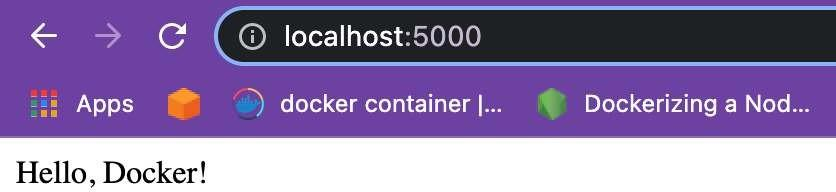 localhost:5000
Apps docker container |... Dockerizing a Nod...
Hello, Docker!